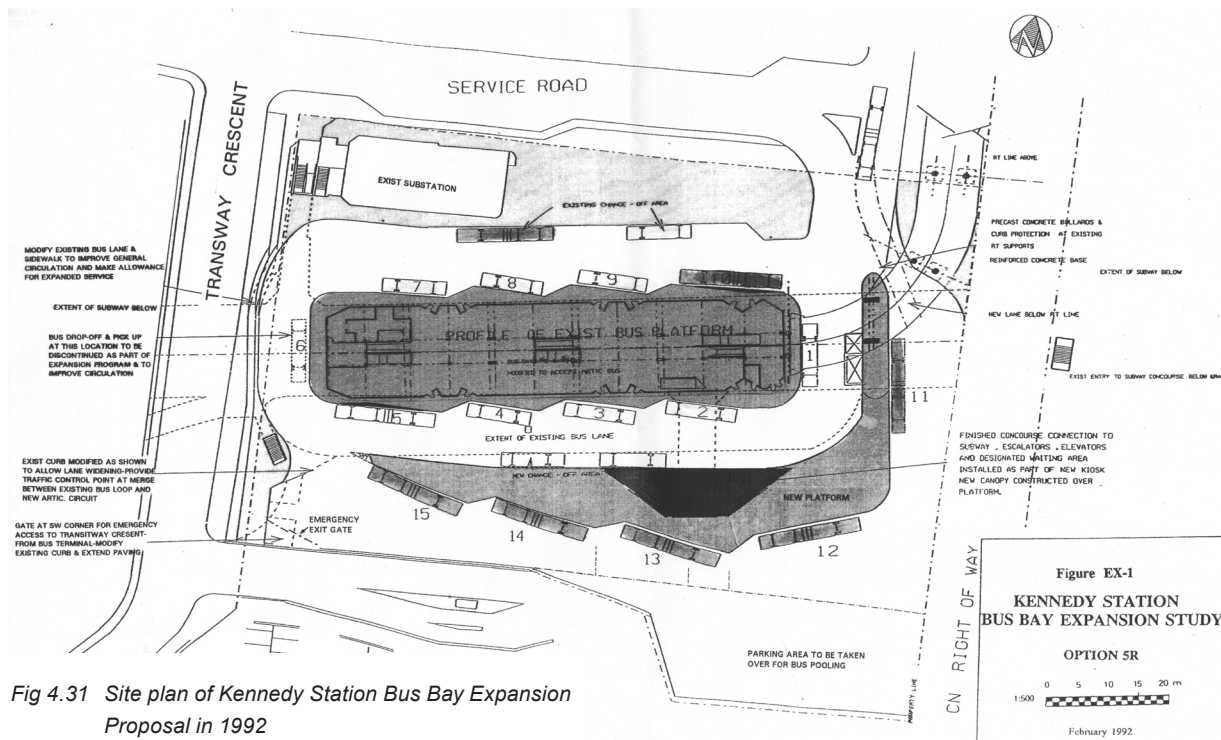 SERVICE ROAD
TRANSWAY CRESCENT
EXIST SUBSTATION
EXISTING CHANGE - OFF AREA
RT LINE ABOVE
PRECAST CONCRETE BOLLARDS &
CURB PROTECTION AT EXISTING
RT SUPPORTS
REINFORCED CONCRETE BASE
EXTENT OF SUBWAY BELOW
NEW LANE BELOW RT LINE
MODIFY EXISTING BUS LANE &
SIDEWALK TO IMPROVE GENERAL
CIRCULATION AND MAKE ALLOWANCE
FOR EXPANDED SERVICE
EXTENT OF SUBWAY BELOW
BUS DROP-OFF & PICK UP
AT THIS LOCATION TO BE
DISCONTINUED AS PART OF
EXPANSION PROGRAM & TO
IMPROVE CIRCULATION
7
8
9
10
PROFILE OF EXIST BUS PLATFORM
6
1
11
5
4
3
2
EXIST ENTRY TO SUBWAY CONCOURSE BELOW GRA
EXTENT OF EXISTING BUS LANE
NEW CHANGE - OFF AREA
NEW PLATFORM
FINISHED CONCOURSE CONNECTION TO
SUBWAY . ESCALATORS . ELEVATORS
AND DESIGNATED WAITING AREA
INSTALLED AS PART OF NEW KIOSK
NEW CANOPY CONSTRUCTED OVER
PLATFORM.
EXIST CURB MODIFIED AS SHOWN
TO ALLOW LANE WIDENING-PROVIDE
TRAFFIC CONTROL POINT AT MERGE
BETWEEN EXISTING BUS LOOP AND
NEW ARTIC. CIRCUIT
GATE AT SW CORNER FOR EMERGENCY
ACCESS TO TRANSITWAY CRESENT-
FROM BUS TERMINAL-MODIFY
EXISTING CURB & EXTEND PAVING
EMERGENCY
EXIT GATE
15
14
13
12
PARKING AREA TO BE TAKEN
OVER FOR BUS POOLING
PROPERTY LINE
CN RIGHT OF WAY
Figure EX-1
KENNEDY STATION
BUS BAY EXPANSION STUDY
OPTION 5R
0 5 10 15 20 m
1:500
February 1992
Fig 4.31 Site plan of Kennedy Station Bus Bay Expansion
Proposal in 1992